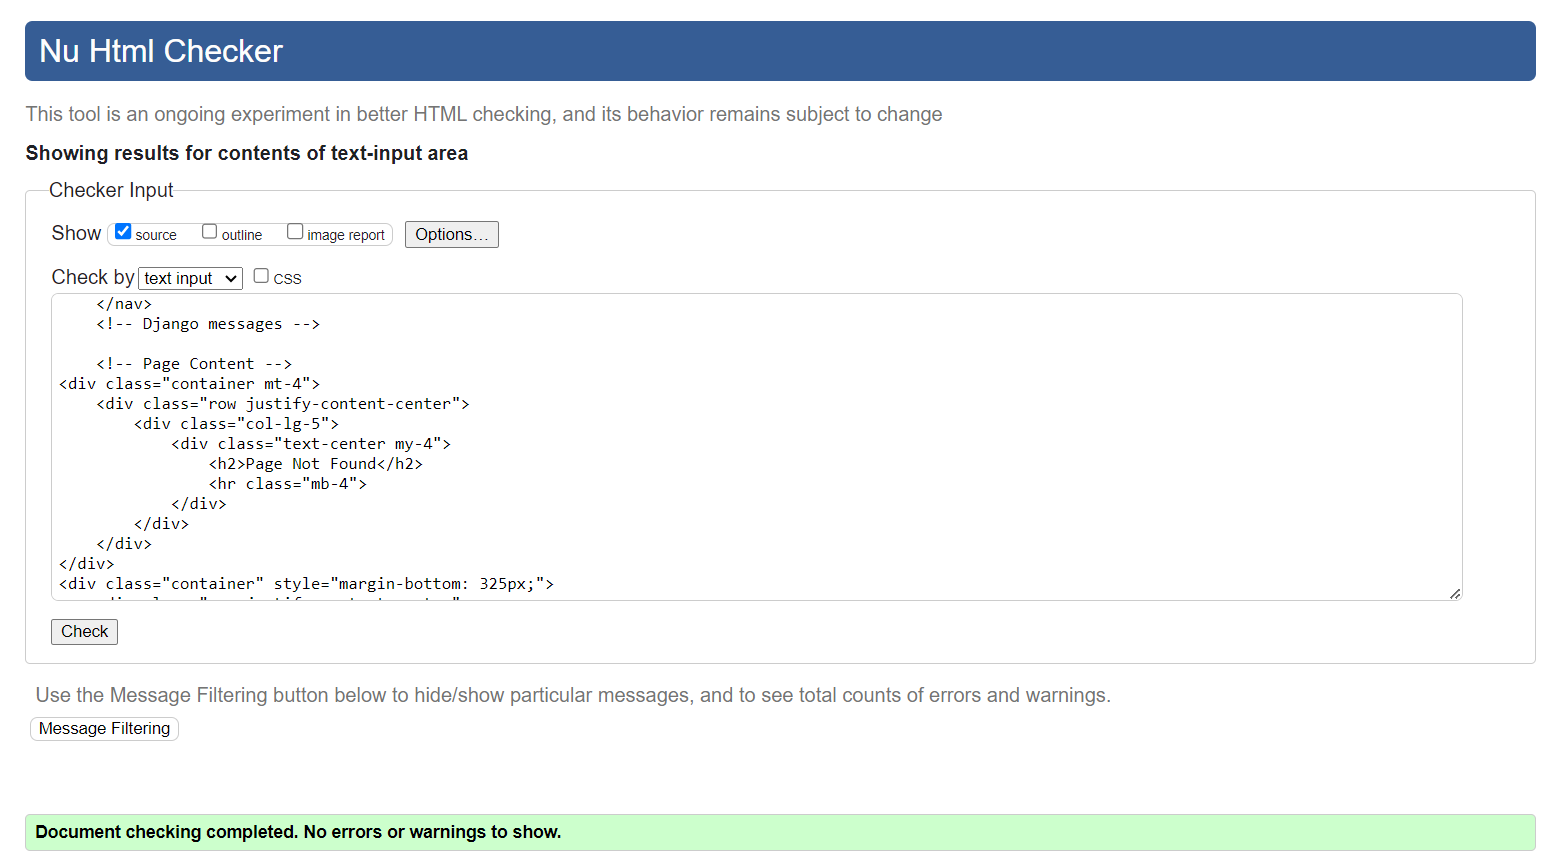 Nu Html Checker
This tool is an ongoing experiment in better HTML checking, and its behavior remains subject to change
Showing results for contents of text-input area
Checker Input
Show source outline image report Options...
Check by text input CSS
</nav>
<!-- Django messages -->
<!-- Page Content -->
<div class="container mt-4">
<div class="row justify-content-center">
<div class="col-lg-5">
<div class="text-center my-4">
<h2>Page Not Found</h2>
<hr class="mb-4">
</div>
</div>
</div>
</div>
<div class="container" style="margin-bottom: 325px;">
Check
Use the Message Filtering button below to hide/show particular messages, and to see total counts of errors and warnings.
Message Filtering
Document checking completed. No errors or warnings to show.